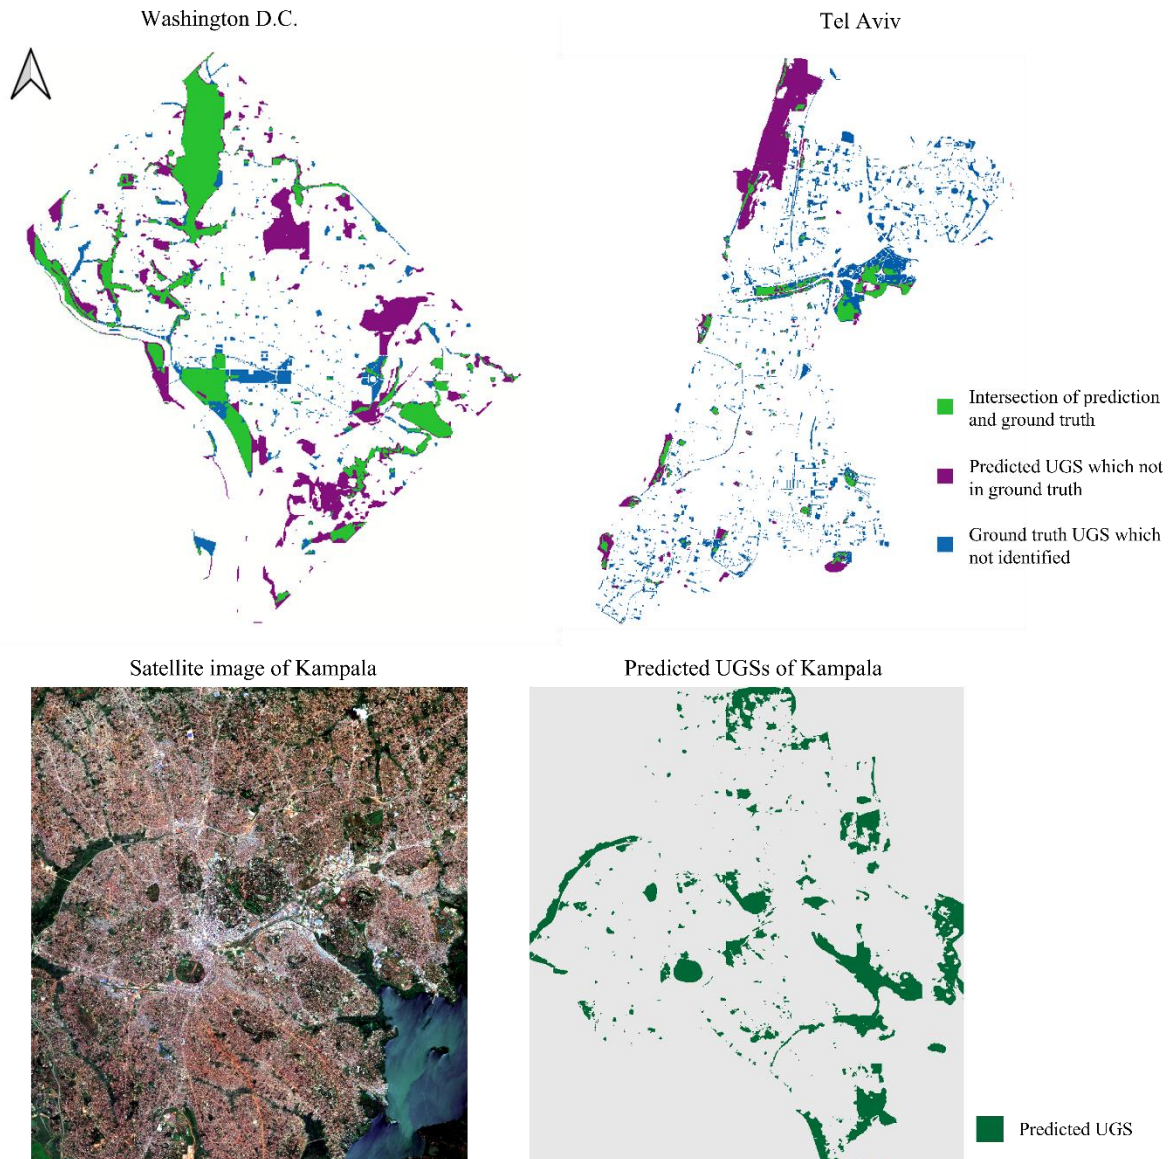 Washington D.C.
Tel Aviv
Intersection of prediction
and ground truth
Predicted UGS which not
in ground truth
Ground truth UGS which
not identified
Satellite image of Kampala
Predicted UGSs of Kampala
Predicted UGS